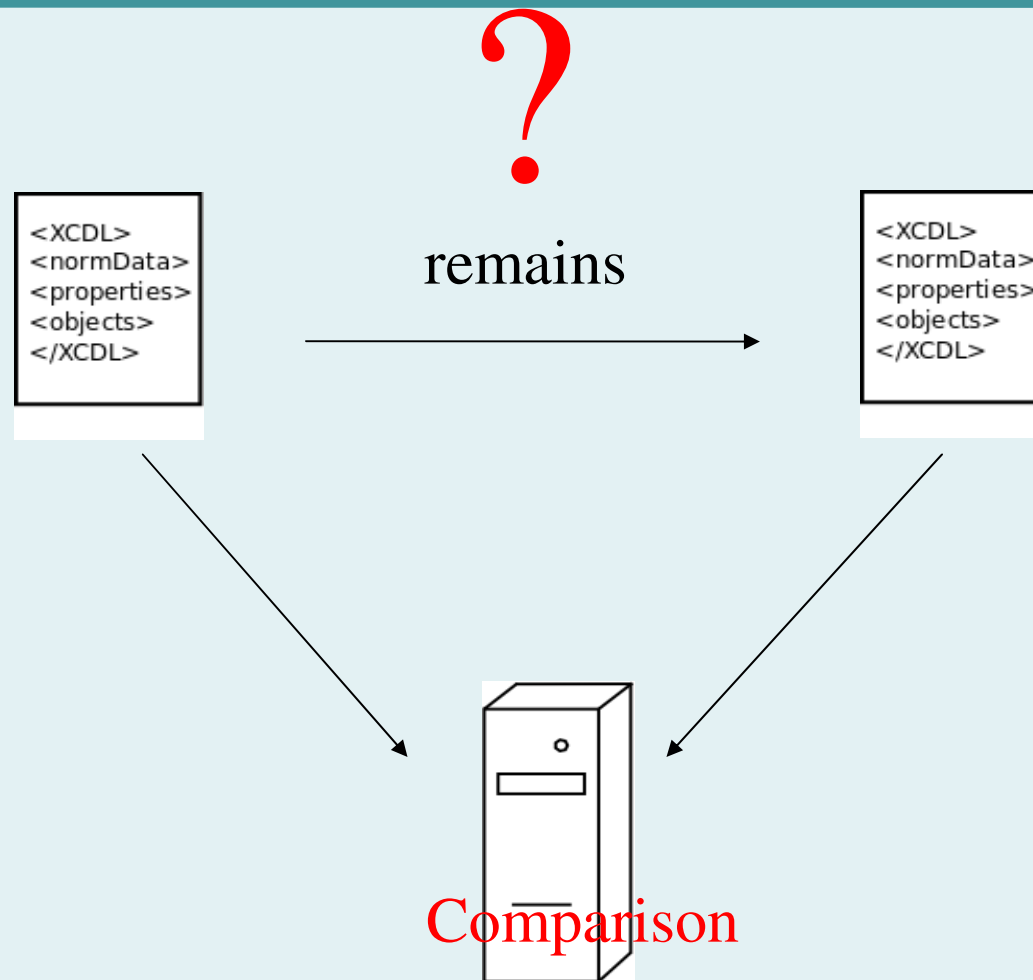 ?
<XCDL>
<normData>
<properties>
<objects>
</XCDL>
remains
<XCDL>
<normData>
<properties>
<objects>
</XCDL>
Comparison